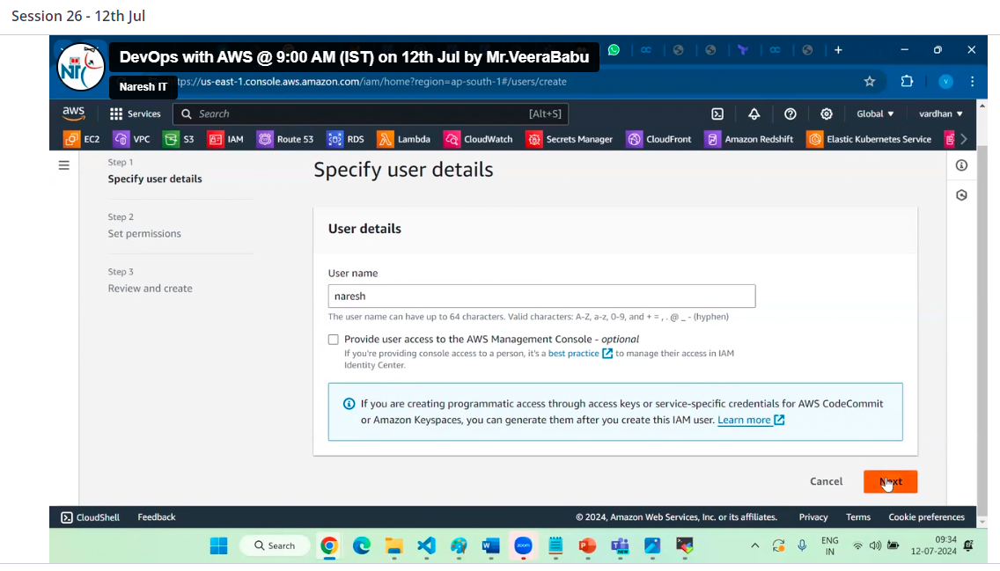 Session 26 - 12th Jul
DevOps with AWS @ 9:00 AM (IST) on 12th Jul by Mr.VeeraBabu
Naresh IT
tps://us-east-1.console.aws.amazon.com/iam/home?region=ap-south-1#/users/create
aws Services Search [Alt+S] Global vardhan
EC2 VPC S3 IAM Route 53 RDS Lambda CloudWatch Secrets Manager CloudFront Amazon Redshift Elastic Kubernetes Service
Step 1
Specify user details
Step 2
Set permissions
Step 3
Review and create
Specify user details
User details
User name
naresh
The user name can have up to 64 characters. Valid characters: A-Z, a-z, 0-9, and + = , . @ _ - (hyphen)
Provide user access to the AWS Management Console - optional
If you're providing console access to a person, it's a best practice to manage their access in IAM
Identity Center.
If you are creating programmatic access through access keys or service-specific credentials for AWS CodeCommit
or Amazon Keyspaces, you can generate them after you create this IAM user. Learn more
Cancel Next
CloudShell Feedback © 2024, Amazon Web Services, Inc. or its affiliates. Privacy Terms Cookie preferences
Search zoom ENG
IN
09:34
12-07-2024